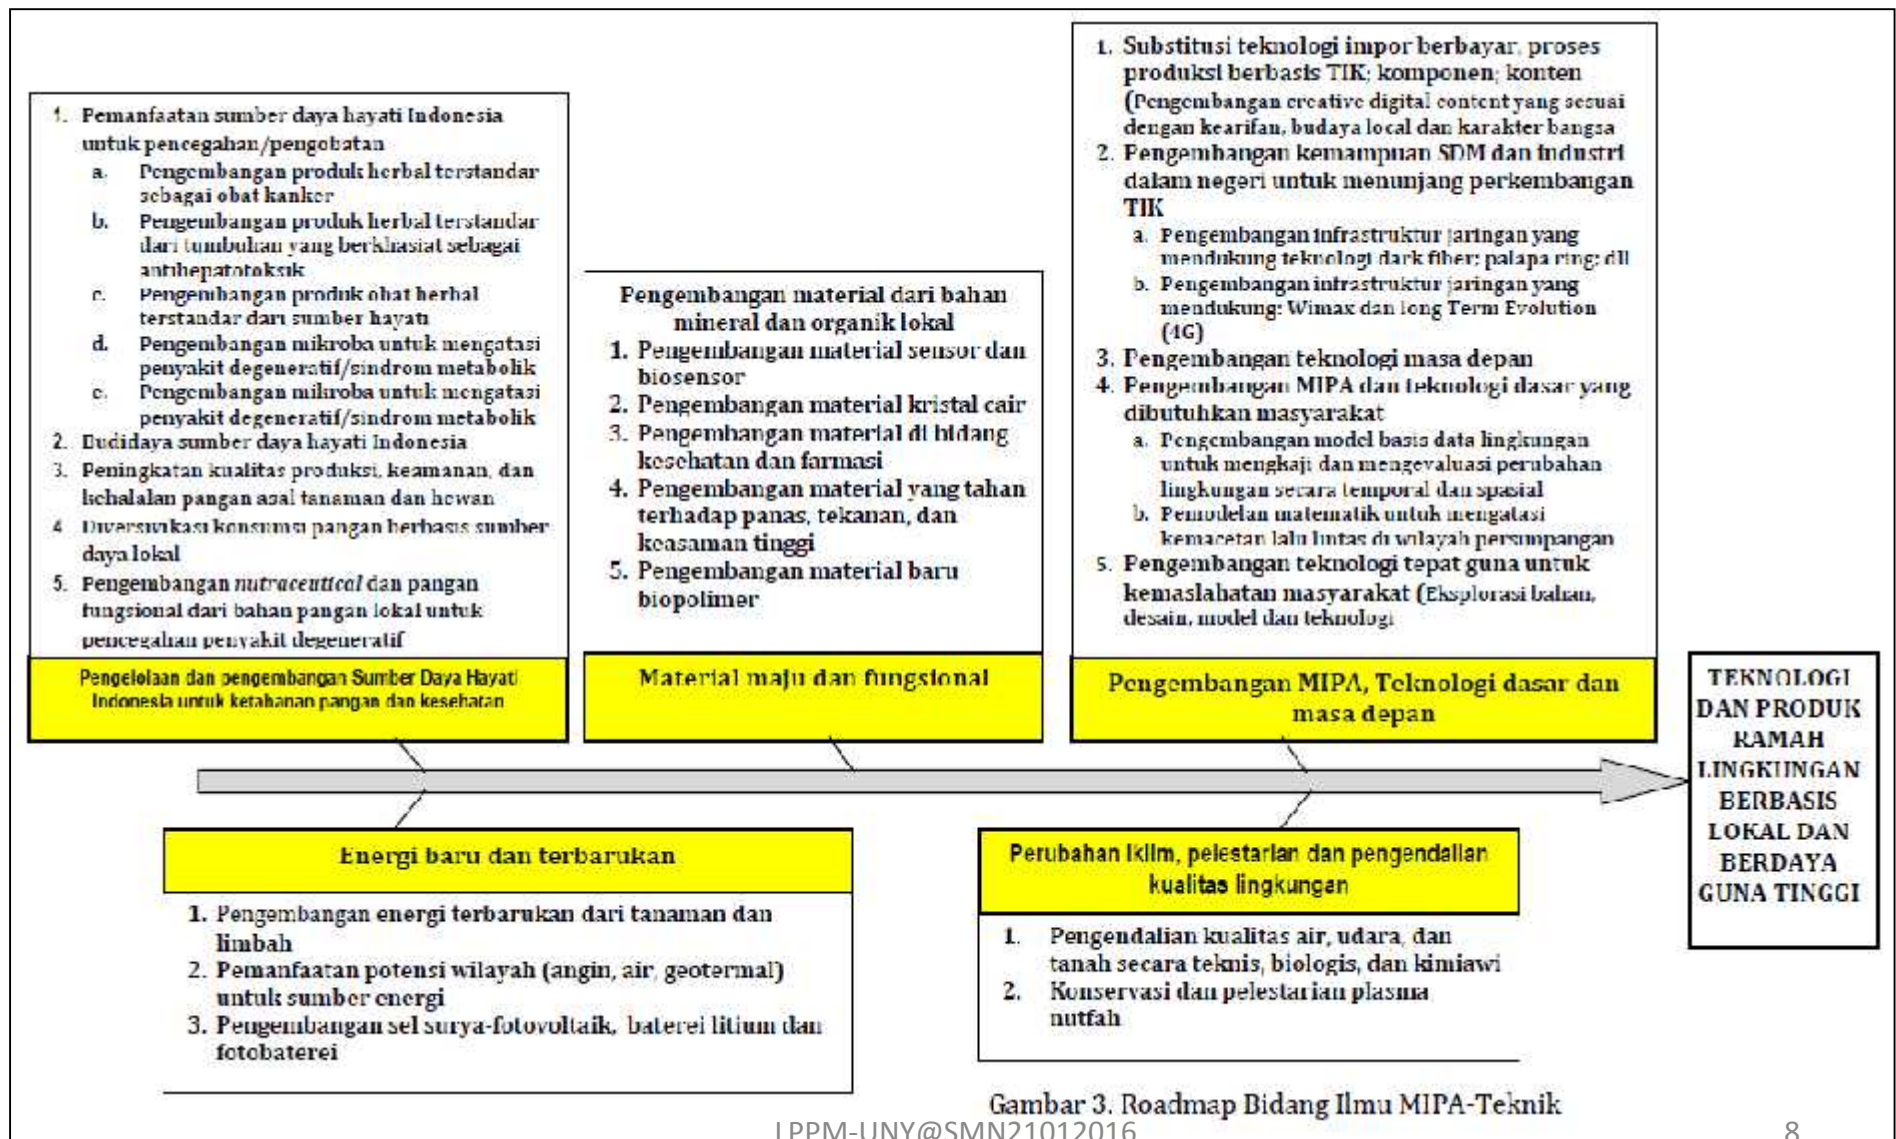 1. Pemanfaatan sumber daya hayati Indonesia
untuk pencegahan/pengobatan
a. Pengembangan produk herbal terstandar
sebagai obat kanker
b. Pengembangan produk herbal terstandar
dari tumbuhan yang berkhasiat sebagai
antihepatotoksik
c. Pengembangan produk obat herbal
terstandar dari sumber hayati
d. Pengembangan mikroba untuk mengatasi
penyakit degeneratif/sindrom metabolik
e. Pengembangan mikroba untuk mengatasi
penyakit degeneratif/sindrom metabolik
2. Budidaya sumber daya hayati Indonesia
3. Peningkatan kualitas produksi, keamanan, dan
kehalalan pangan asal tanaman dan hewan
4. Diversivikasi konsumsi pangan berbasis sumber
daya lokal
5. Pengembangan nutraceutical dan pangan
fungsional dari bahan pangan lokal untuk
pencegahan penyakit degeneratif
Pengelolaan dan pengembangan Sumber Daya Hayati
Indonesia untuk ketahanan pangan dan kesehatan
Pengembangan material dari bahan
mineral dan organik lokal
1. Pengembangan material sensor dan
biosensor
2. Pengembangan material kristal cair
3. Pengembangan material di bidang
kesehatan dan farmasi
4. Pengembangan material yang tahan
terhadap panas, tekanan, dan
keasaman tinggi
5. Pengembangan material baru
biopolimer
Material maju dan fungsional
1. Substitusi teknologi impor berbayar, proses
produksi berbasis TIK; komponen; konten
(Pengembangan creative digital content yang sesuai
dengan kearifan, budaya local dan karakter bangsa
2. Pengembangan kemampuan SDM dan industri
dalam negeri untuk menunjang perkembangan
TIK
a. Pengembangan infrastruktur jaringan yang
mendukung teknologi dark fiber; palapa ring; dll
b. Pengembangan infrastruktur jaringan yang
mendukung: Wimax dan long Term Evolution
(4G)
3. Pengembangan teknologi masa depan
4. Pengembangan MIPA dan teknologi dasar yang
dibutuhkan masyarakat
a. Pengembangan model basis data lingkungan
untuk mengkaji dan mengevaluasi perubahan
lingkungan secara temporal dan spasial
b. Pemodelan matematik untuk mengatasi
kemacetan lalu lintas di wilayah persimpangan
5. Pengembangan teknologi tepat guna untuk
kemaslahatan masyarakat (Eksplorasi bahan,
desain, model dan teknologi
Pengembangan MIPA, Teknologi dasar dan
masa depan
TEKNOLOGI
DAN PRODUK
RAMAH
LINGKUNGAN
BERBASIS
LOKAL DAN
BERDAYA
GUNA TINGGI
Energi baru dan terbarukan
1. Pengembangan energi terbarukan dari tanaman dan
limbah
2. Pemanfaatan potensi wilayah (angin, air, geotermal)
untuk sumber energi
3. Pengembangan sel surya-fotovoltaik, baterei litium dan
fotobaterei
Perubahan iklim, pelestarian dan pengendalian
kualitas lingkungan
1. Pengendalian kualitas air, udara, dan
tanah secara teknis, biologis, dan kimiawi
2. Konservasi dan pelestarian plasma
nutfah
Gambar 3. Roadmap Bidang Ilmu MIPA-Teknik
LPPM-UNY@SMN21012016
8